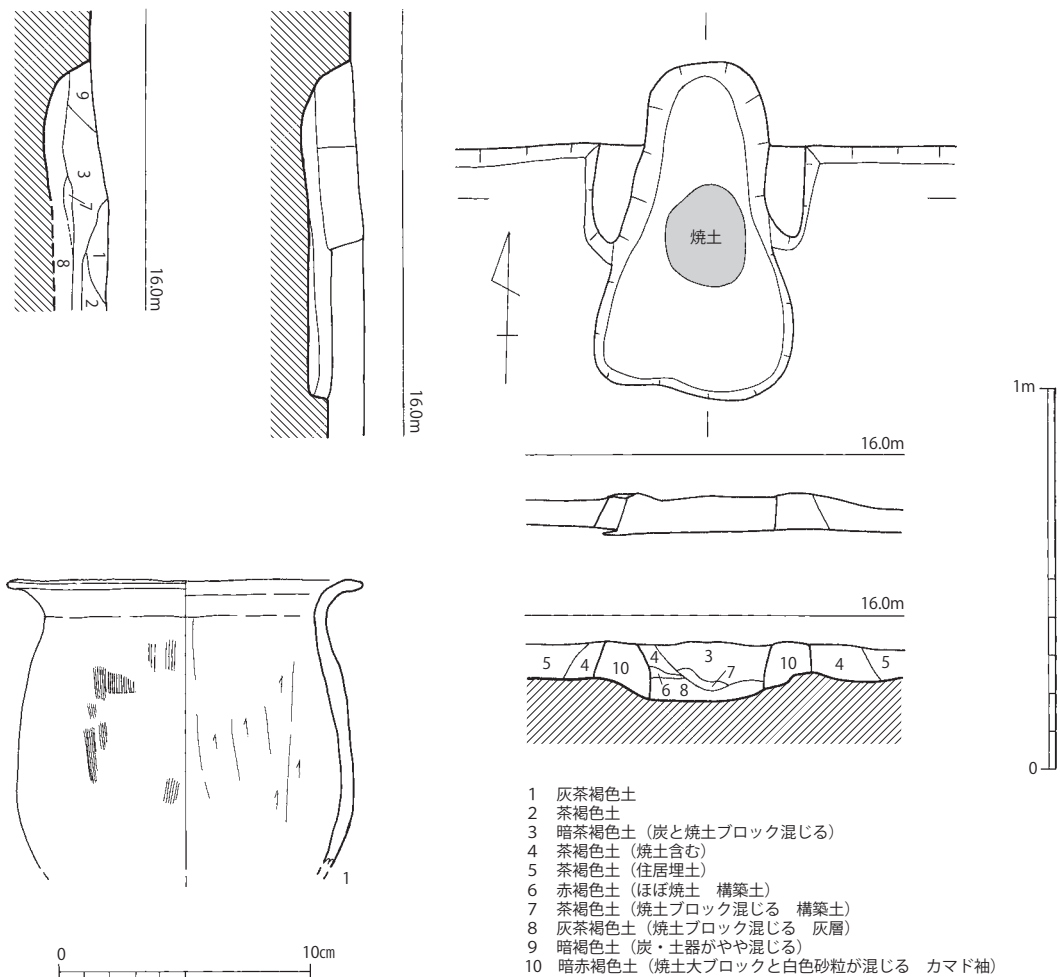 9
3
7
1
8
2
16.0m
16.0m
焼土
16.0m
16.0m
5 4 10 4 3 7 10 4 5
6 8
1m
0
1
0 10cm
1 灰茶褐色土
2 茶褐色土
3 暗茶褐色土（炭と焼土ブロック混じる）
4 茶褐色土（焼土含む）
5 茶褐色土（住居埋土）
6 赤褐色土（ほぼ焼土 構築土）
7 茶褐色土（焼土ブロック混じる 構築土）
8 灰茶褐色土（焼土ブロック混じる 灰層）
9 暗褐色土（炭・土器がやや混じる）
10 暗赤褐色土（焼土大ブロックと白色砂粒が混じる カマド袖）